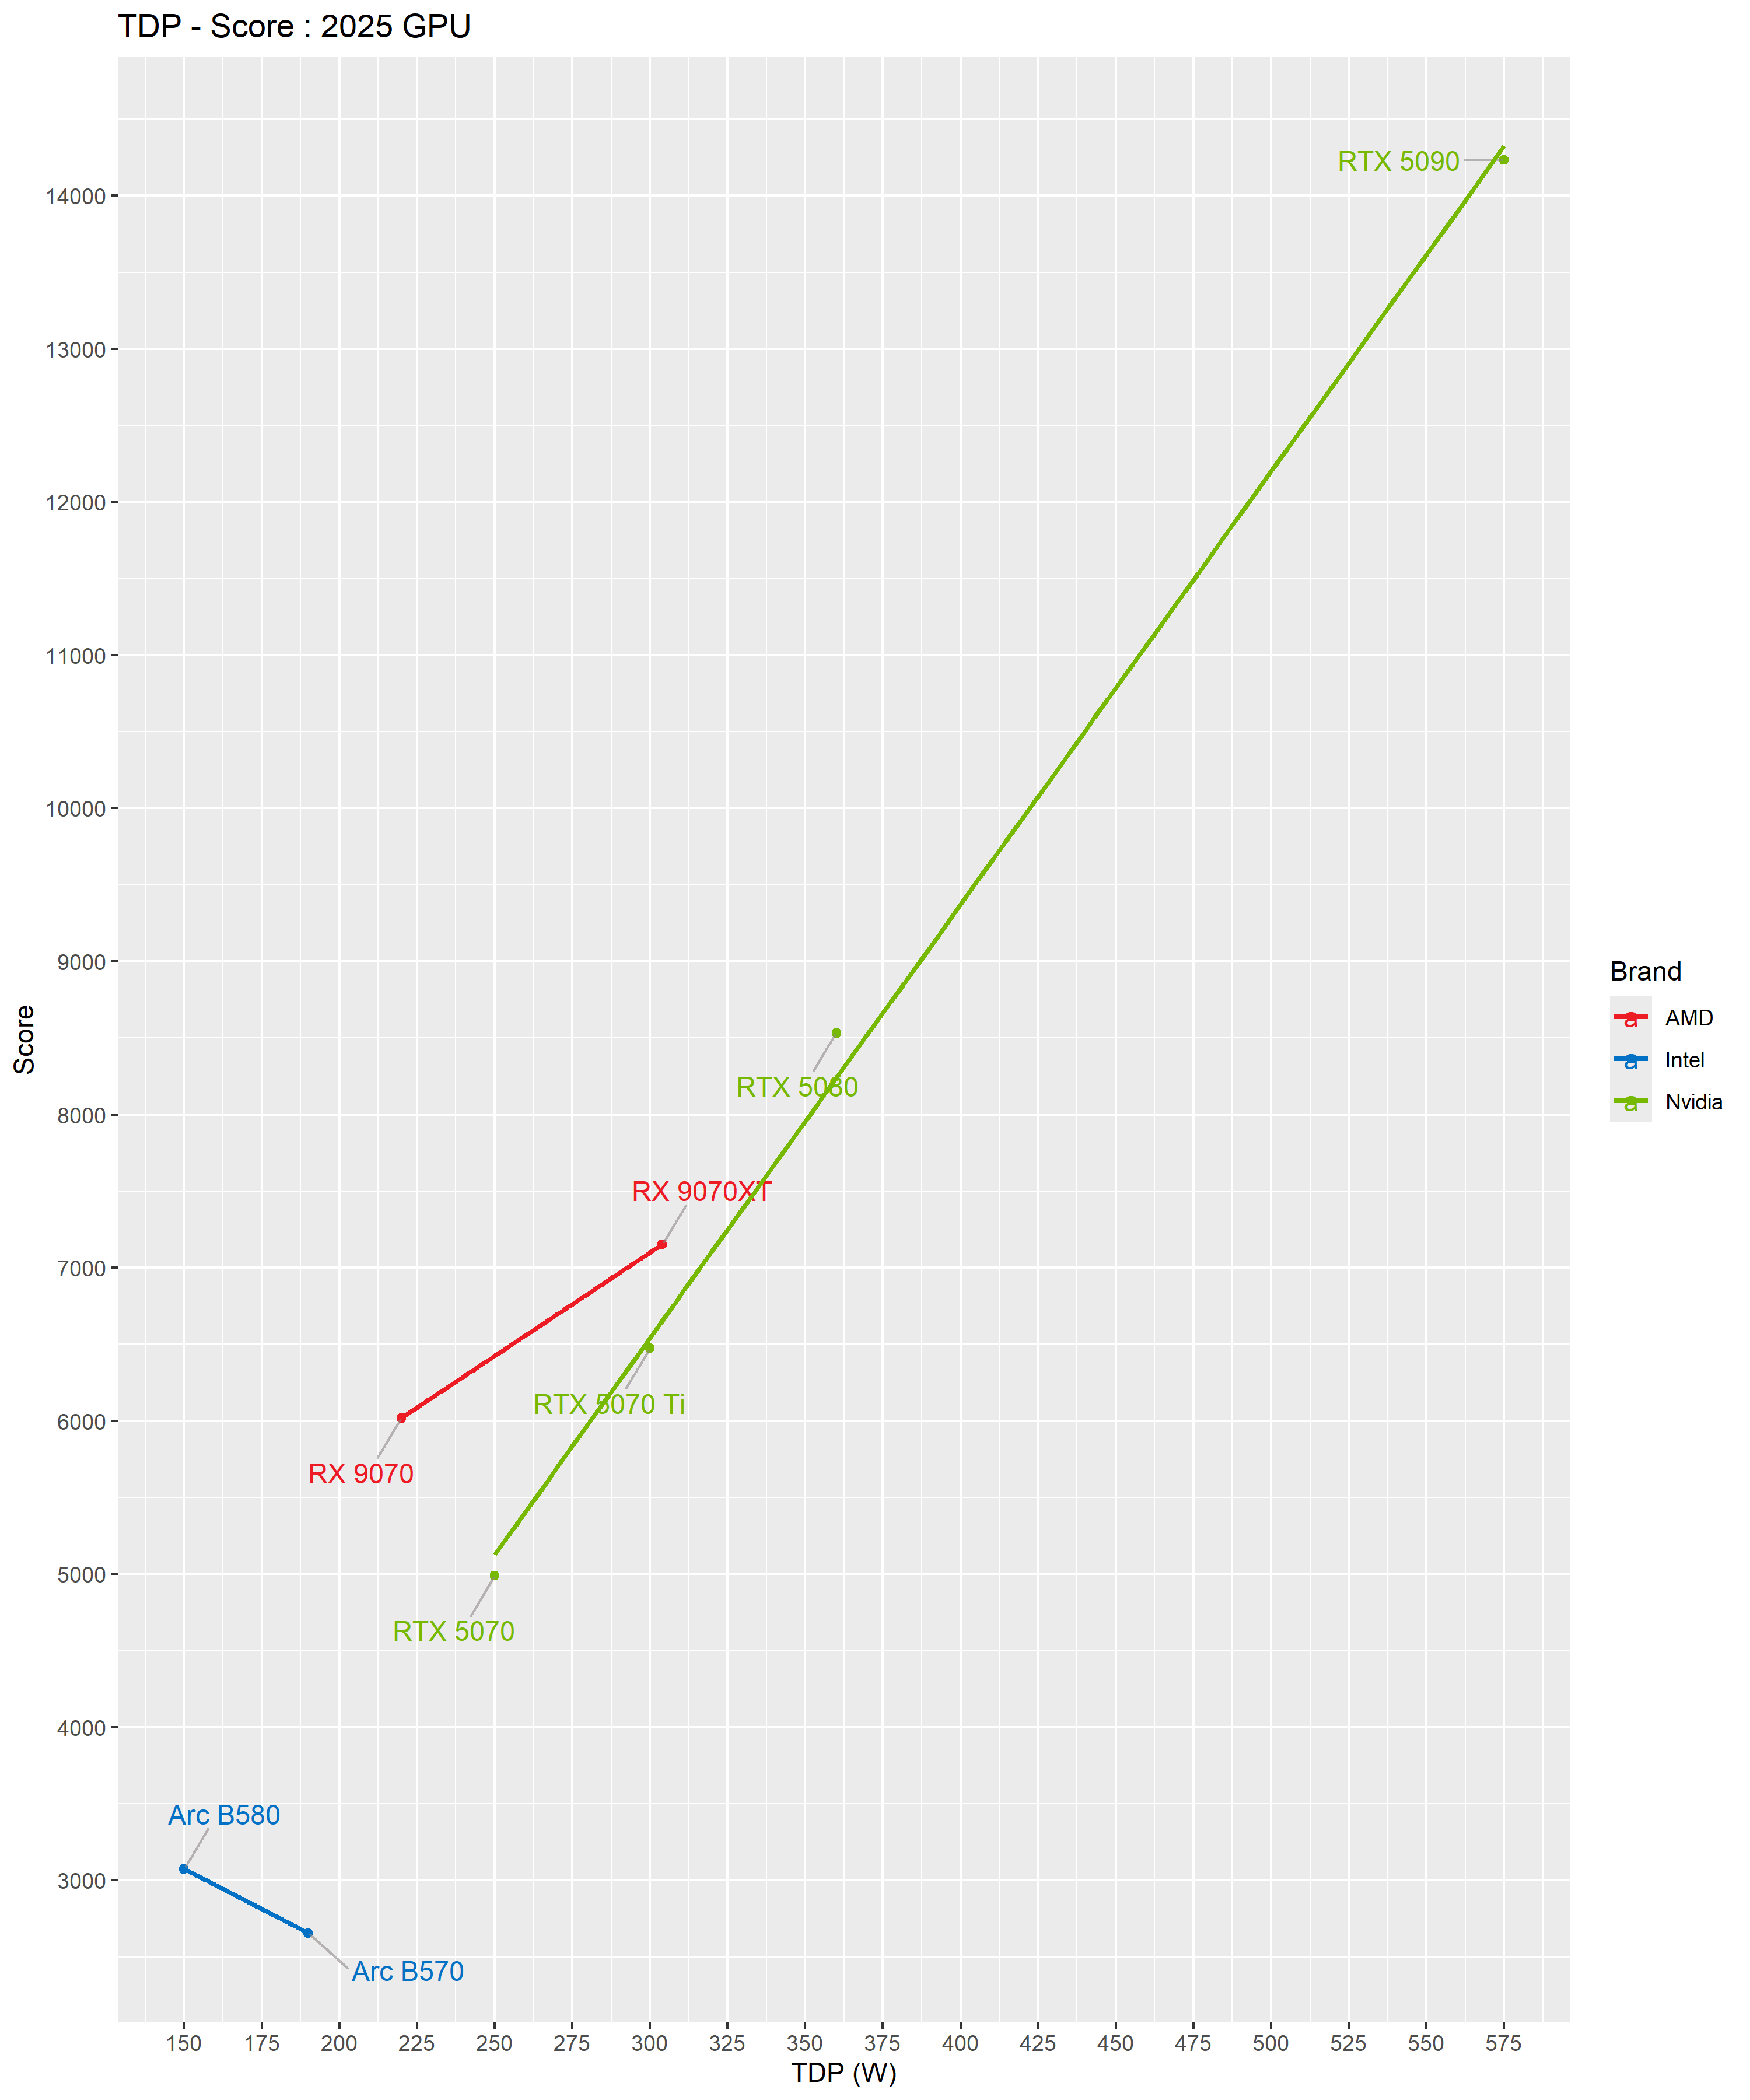 TDP - Score : 2025 GPU
RTX 5090
14000
13000
12000
11000
10000
9000
8000
7000
6000
5000
4000
3000
Score
RTX 5080
RX 9070XT
RTX 5070 Ti
RX 9070
RTX 5070
Arc B580
Arc B570
150 175 200 225 250 275 300 325 350 375 400 425 450 475 500 525 550 575
TDP (W)
Brand
a AMD
a Intel
a Nvidia